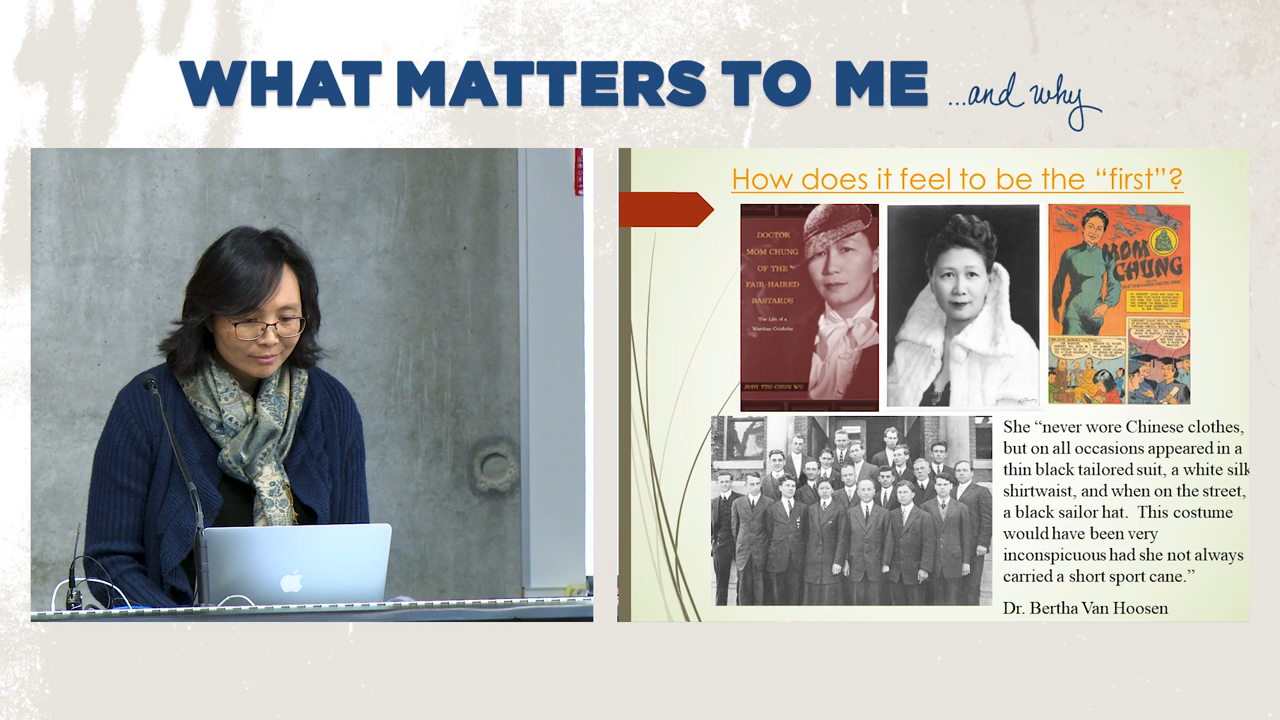 WHAT MATTERS TO ME ...and why
How does it feel to be the “first”?
DOCTOR
MOM CHUNG
OF THE
FAIR-HAIRED
BASTARDS
The Life of a
Wartime Celebrity
JUDY TZU-CHUN WU
MOM
CHUNG
She “never wore Chinese clothes,
but on all occasions appeared in a
thin black tailored suit, a white silk
shirtwaist, and when on the street,
a black sailor hat. This costume
would have been very
inconspicuous had she not always
carried a short sport cane.”
Dr. Bertha Van Hoosen